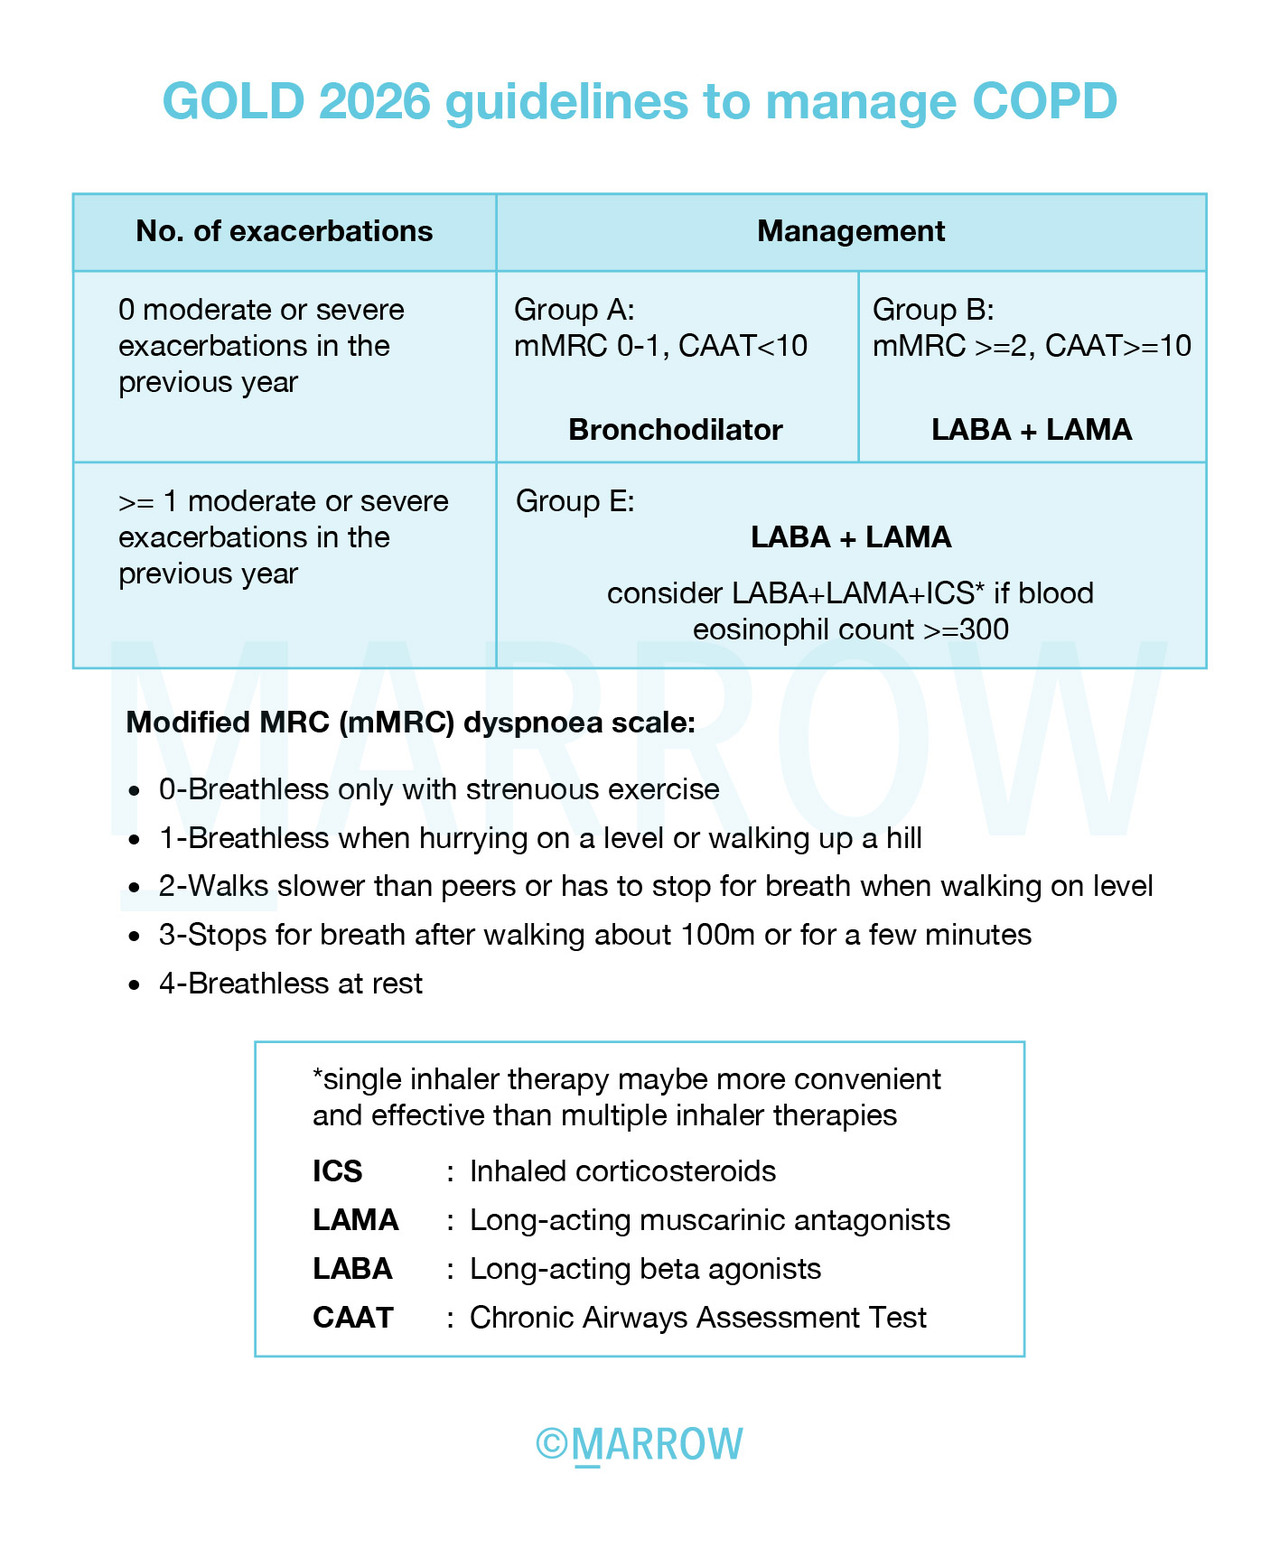 GOLD 2026 guidelines to manage COPD
No. of exacerbations
Management
0 moderate or severe
exacerbations in the
previous year
Group A:
mMRC 0-1, CAAT<10
Bronchodilator
Group B:
mMRC >=2, CAAT>=10
LABA + LAMA
>= 1 moderate or severe
exacerbations in the
previous year
Group E:
LABA + LAMA
consider LABA+LAMA+ICS* if blood
eosinophil count >=300
MARROW
Modified MRC (mMRC) dyspnoea scale:
• 0-Breathless only with strenuous exercise
• 1-Breathless when hurrying on a level or walking up a hill
• 2-Walks slower than peers or has to stop for breath when walking on level
• 3-Stops for breath after walking about 100m or for a few minutes
• 4-Breathless at rest
*single inhaler therapy maybe more convenient
and effective than multiple inhaler therapies
ICS : Inhaled corticosteroids
LAMA : Long-acting muscarinic antagonists
LABA : Long-acting beta agonists
CAAT : Chronic Airways Assessment Test
©MARROW